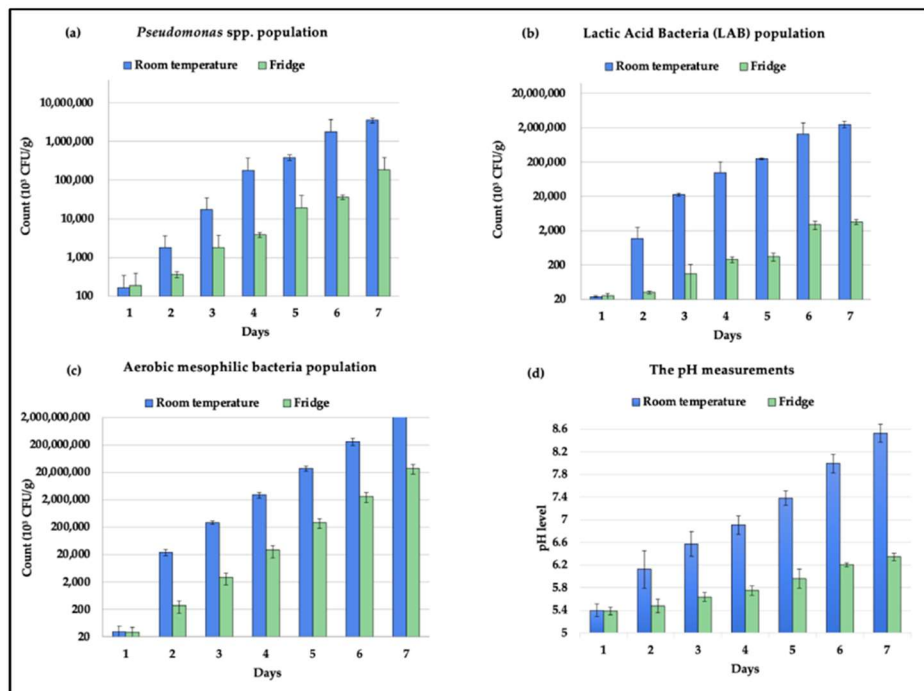 (a) Pseudomonas spp. population
Room temperature Fridge
Count (10³ CFU/g)
10,000,000
1,000,000
100,000
10,000
1,000
100
1 2 3 4 5 6 7
Days
(b) Lactic Acid Bacteria (LAB) population
Room temperature Fridge
Count (10³ CFU/g)
20,000,000
2,000,000
200,000
20,000
2,000
200
20
1 2 3 4 5 6 7
Days
(c) Aerobic mesophilic bacteria population
Room temperature Fridge
Count (10³ CFU/g)
2,000,000,000
200,000,000
20,000,000
2,000,000
200,000
20,000
2,000
200
20
1 2 3 4 5 6 7
Days
(d) The pH measurements
Room temperature Fridge
pH level
8.6
8.2
7.8
7.4
7
6.6
6.2
5.8
5.4
5
1 2 3 4 5 6 7
Days